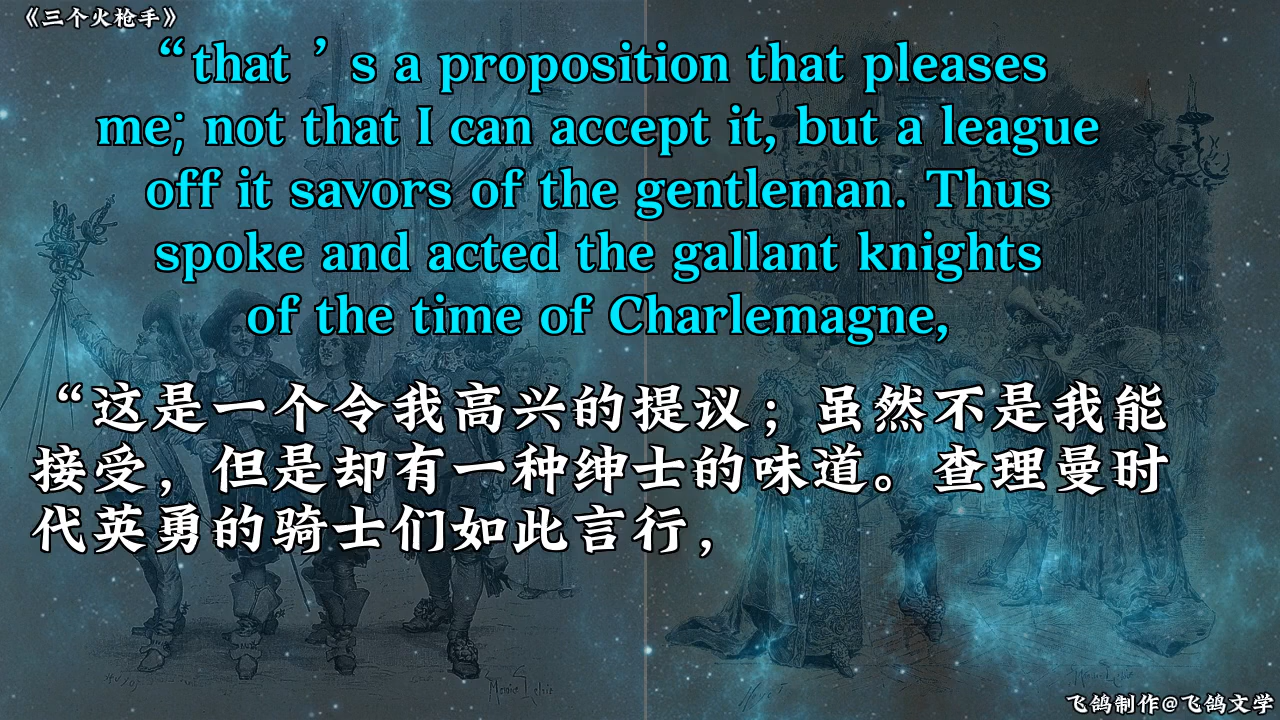 《三个火枪手》
“that ’ s a proposition that pleases
me; not that I can accept it, but a league
off it savors of the gentleman. Thus
spoke and acted the gallant knights
of the time of Charlemagne,
“这是一个令我高兴的提议；虽然不是我能
接受，但是却有一种绅士的味道。查理曼时
代英勇的骑士们如此言行，
飞鸽制作@飞鸽文学